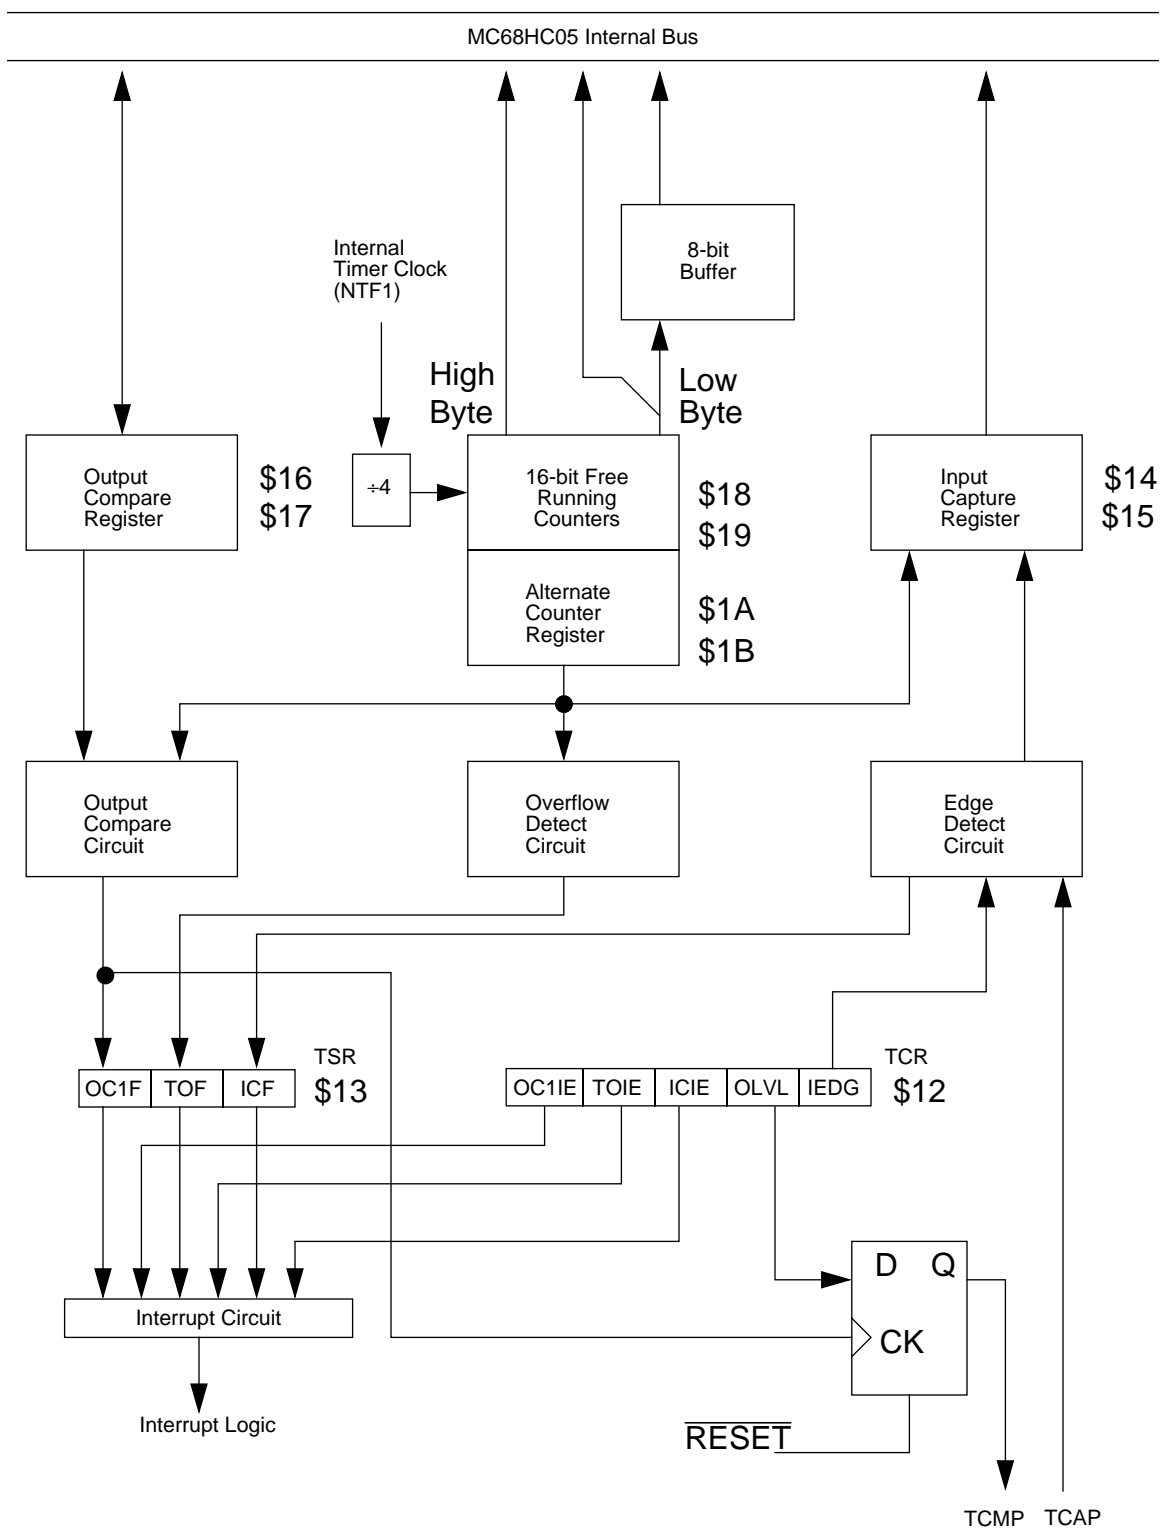 MC68HC05 Internal Bus
8-bit
Buffer
Internal
Timer Clock
(NTF1)
High
Byte
Low
Byte
Output
Compare
Register
$16
$17
÷4
16-bit Free
Running
Counters
$18
$19
Input
Capture
Register
$14
$15
Alternate
Counter
Register
$1A
$1B
Output
Compare
Circuit
Overflow
Detect
Circuit
Edge
Detect
Circuit
TSR
OC1F TOF ICF $13
TCR
OC1IE TOIE ICIE OLVL IEDG $12
D Q
CK
Interrupt Circuit
Interrupt Logic
RESET
TCMP TCAP